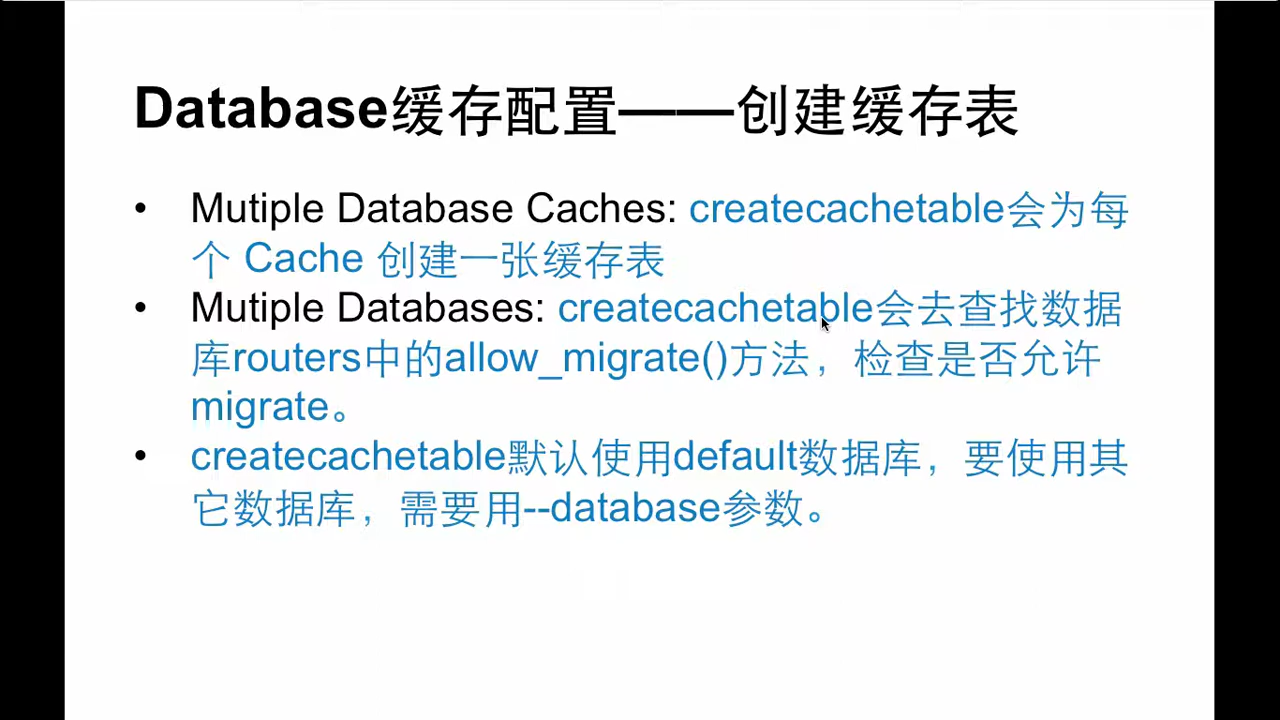 Database缓存配置——创建缓存表
• Mutiple Database Caches: createcachetable会为每
个 Cache 创建一张缓存表
• Mutiple Databases: createcachetable会去查找数据
库routers中的allow_migrate()方法，检查是否允许
migrate。
• createcachetable默认使用default数据库，要使用其
它数据库，需要用--database参数。